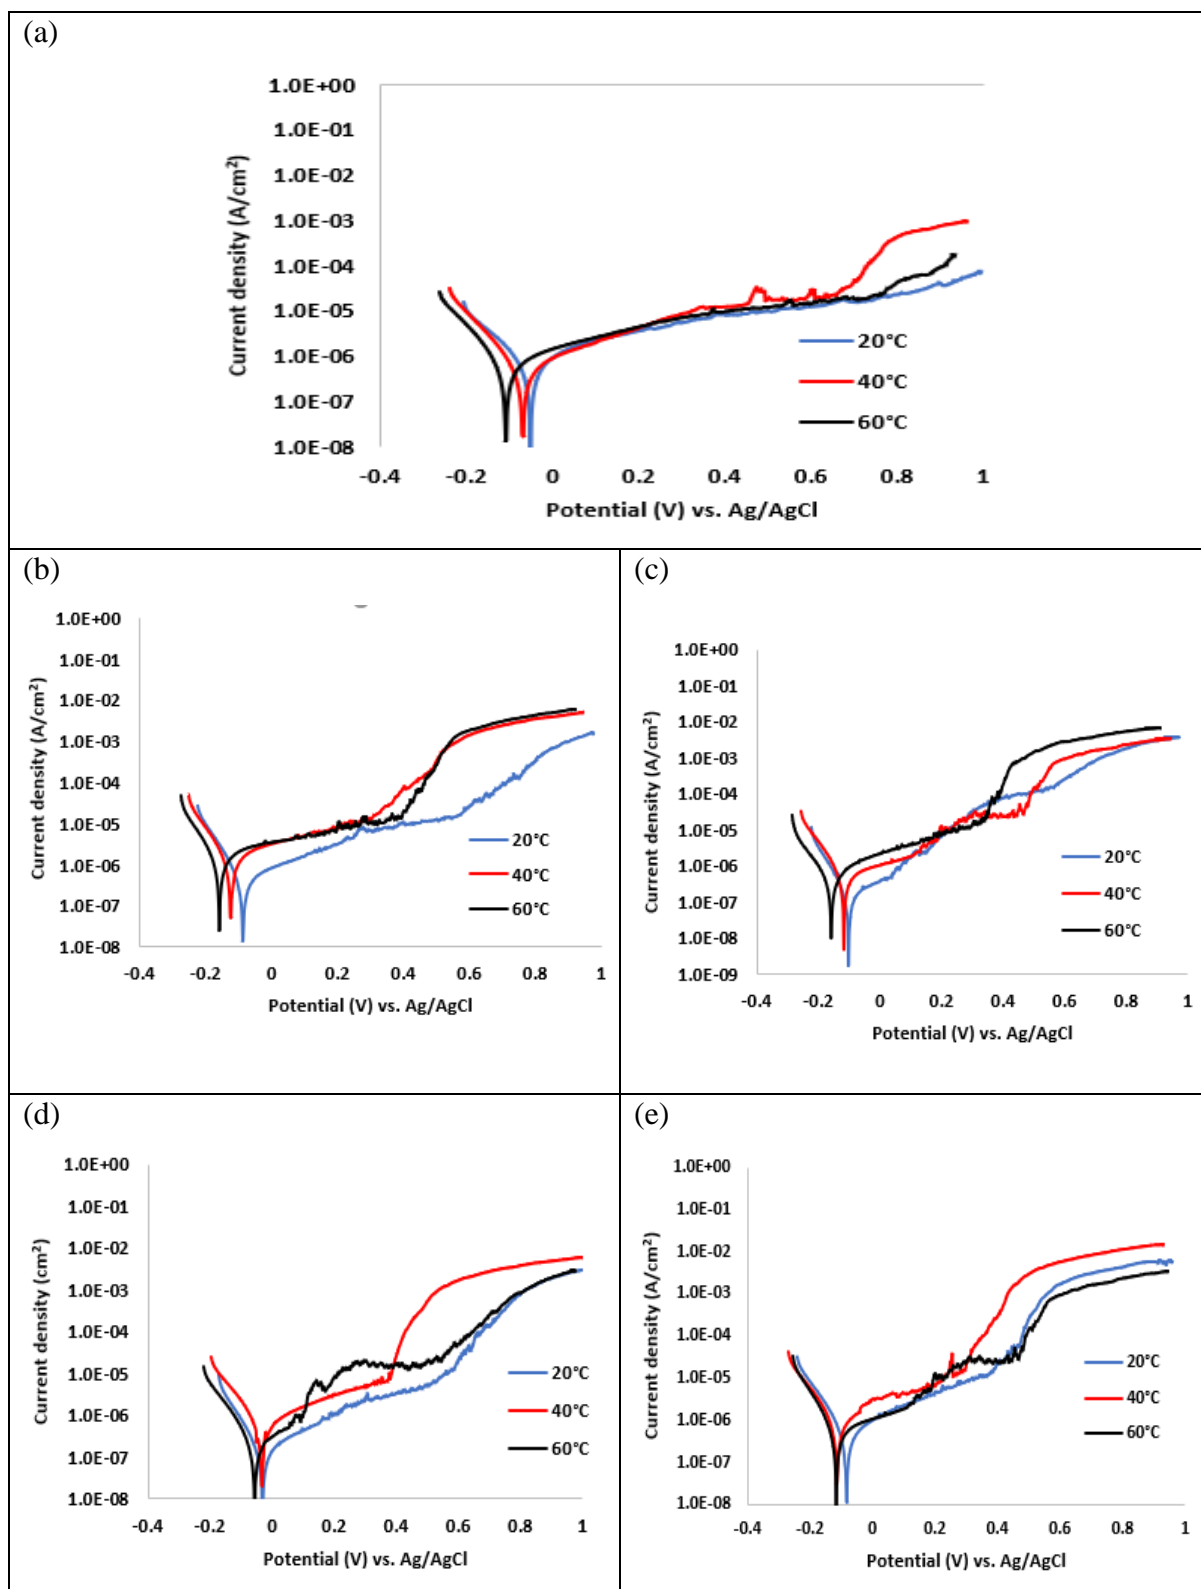 (a)
1.0E+00
1.0E-01
1.0E-02
1.0E-03
1.0E-04
1.0E-05
1.0E-06
1.0E-07
1.0E-08
Current density (A/cm²)
-0.4 -0.2 0 0.2 0.4 0.6 0.8 1
Potential (V) vs. Ag/AgCl
20°C
40°C
60°C
(b)
1.0E+00
1.0E-01
1.0E-02
1.0E-03
1.0E-04
1.0E-05
1.0E-06
1.0E-07
1.0E-08
Current density (A/cm²)
-0.4 -0.2 0 0.2 0.4 0.6 0.8 1
Potential (V) vs. Ag/AgCl
20°C
40°C
60°C
(c)
1.0E+00
1.0E-01
1.0E-02
1.0E-03
1.0E-04
1.0E-05
1.0E-06
1.0E-07
1.0E-08
1.0E-09
Current density (A/cm²)
-0.4 -0.2 0 0.2 0.4 0.6 0.8 1
Potential (V) vs. Ag/AgCl
20°C
40°C
60°C
(d)
1.0E+00
1.0E-01
1.0E-02
1.0E-03
1.0E-04
1.0E-05
1.0E-06
1.0E-07
1.0E-08
Current density (cm²)
-0.4 -0.2 0 0.2 0.4 0.6 0.8 1
Potential (V) vs. Ag/AgCl
20°C
40°C
60°C
(e)
1.0E+00
1.0E-01
1.0E-02
1.0E-03
1.0E-04
1.0E-05
1.0E-06
1.0E-07
1.0E-08
Current density (A/cm²)
-0.4 -0.2 0 0.2 0.4 0.6 0.8 1
Potential (V) vs. Ag/AgCl
20°C
40°C
60°C